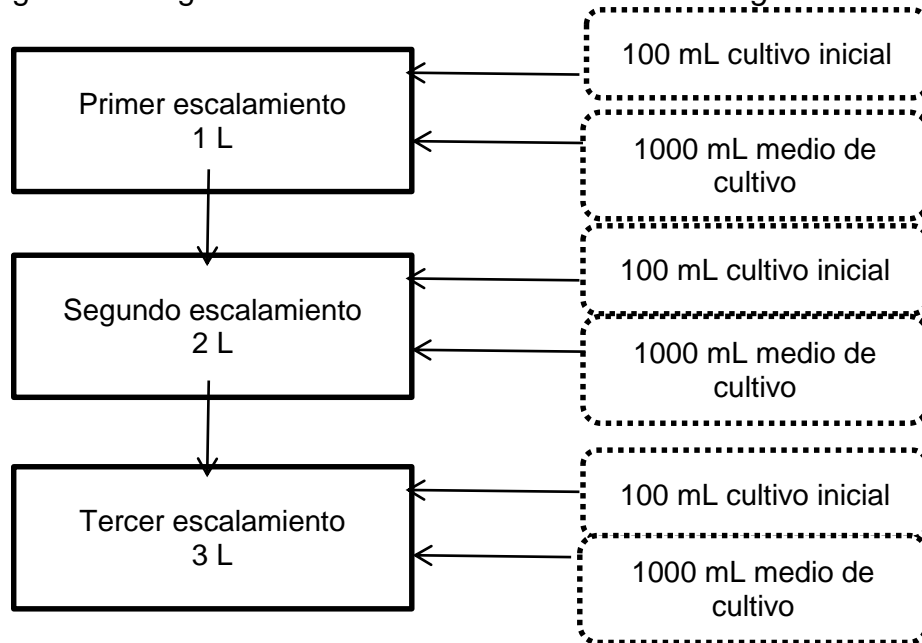 Primer escalamiento
1 L
100 mL cultivo inicial
1000 mL medio de
cultivo
Segundo escalamiento
2 L
100 mL cultivo inicial
1000 mL medio de
cultivo
Tercer escalamiento
3 L
100 mL cultivo inicial
1000 mL medio de
cultivo